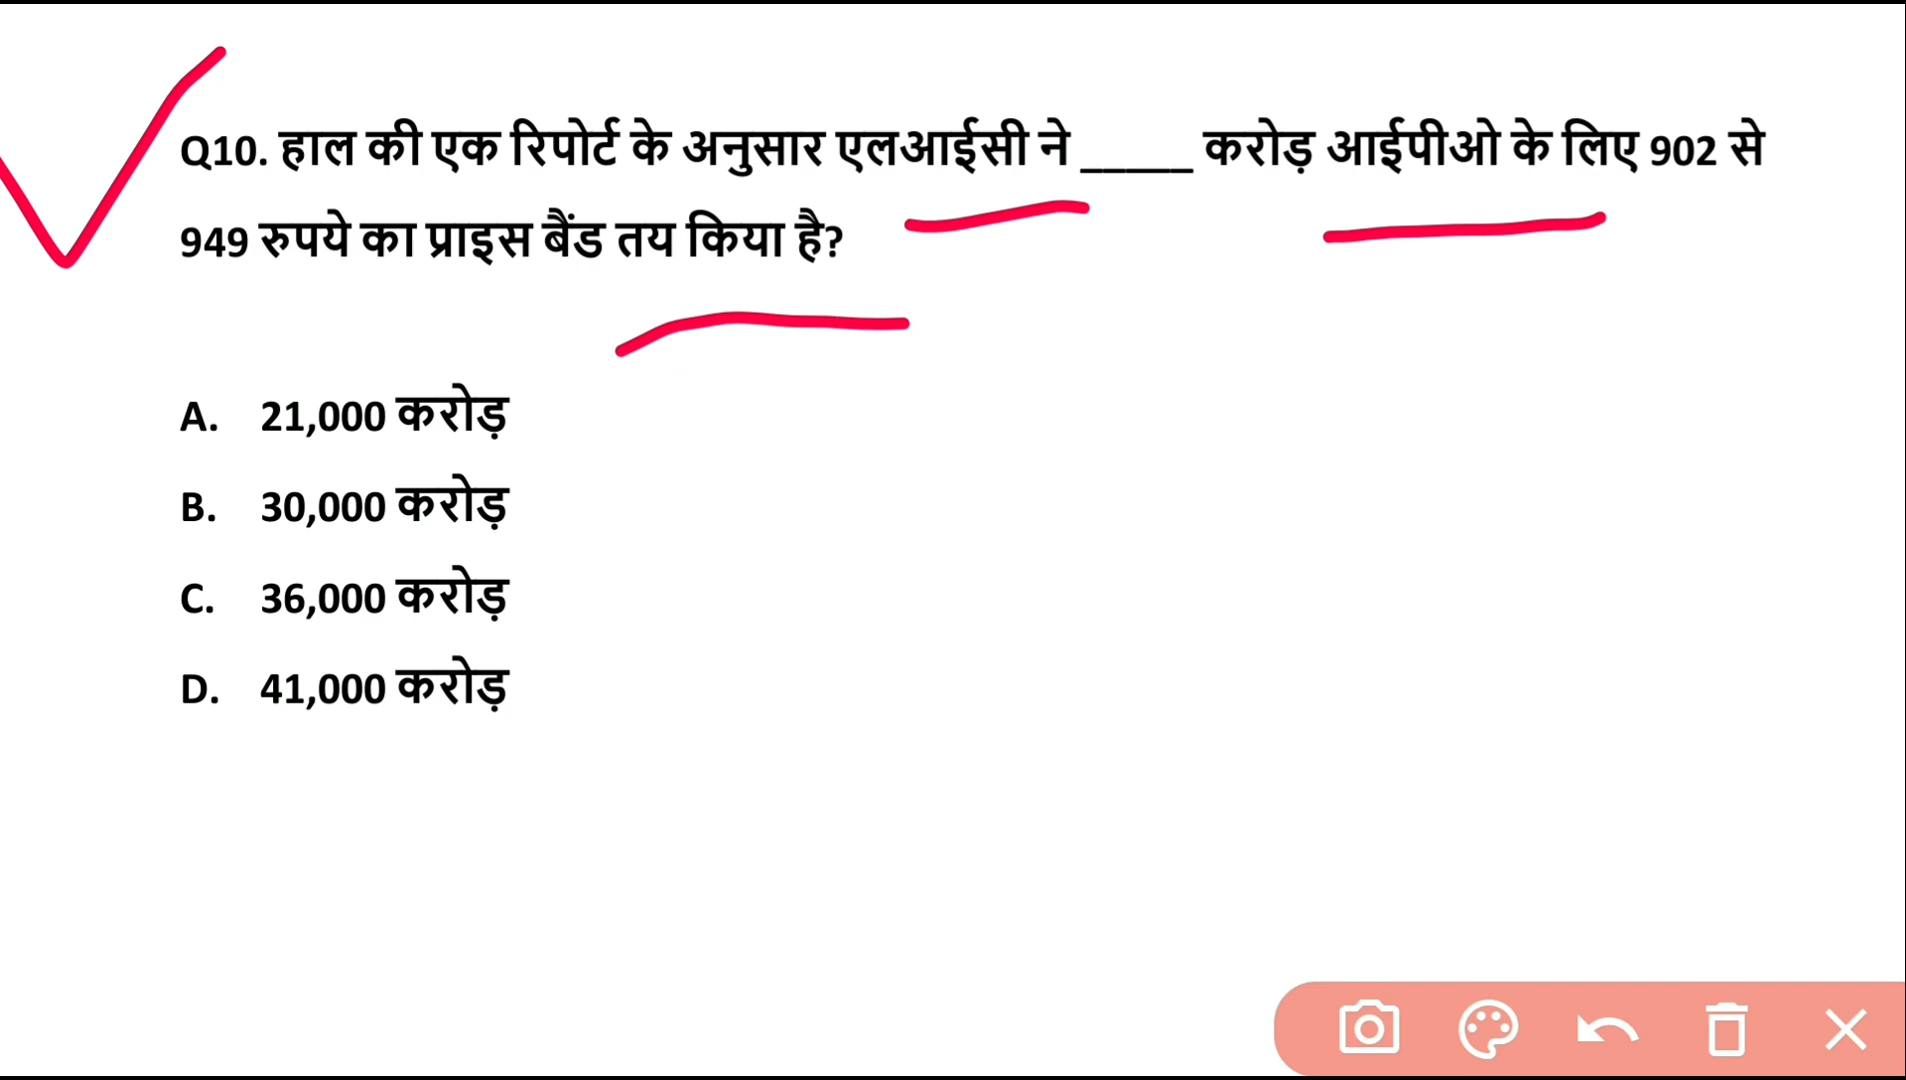 Q10. हाल की एक रिपोर्ट के अनुसार एलआईसी ने _____ करोड़ आईपीओ के लिए 902 से
949 रुपये का प्राइस बैंड तय किया है?
A. 21,000 करोड़
B. 30,000 करोड़
C. 36,000 करोड़
D. 41,000 करोड़